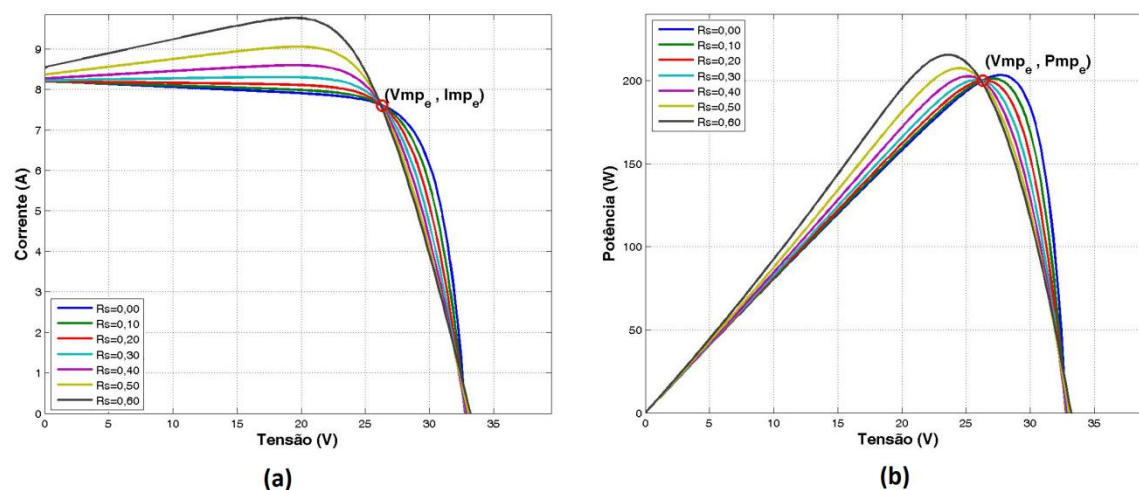 9
8
7
6
5
4
3
2
1
0
Corrente (A)
(Vmp_e , Imp_e)
Rs=0,00
Rs=0,10
Rs=0,20
Rs=0,30
Rs=0,40
Rs=0,50
Rs=0,60
0 5 10 15 20 25 30 35
Tensão (V)
(a)
200
150
100
50
0
Potência (W)
Rs=0,00
Rs=0,10
Rs=0,20
Rs=0,30
Rs=0,40
Rs=0,50
Rs=0,60
(Vmp_e , Pmp_e)
0 5 10 15 20 25 30 35
Tensão (V)
(b)